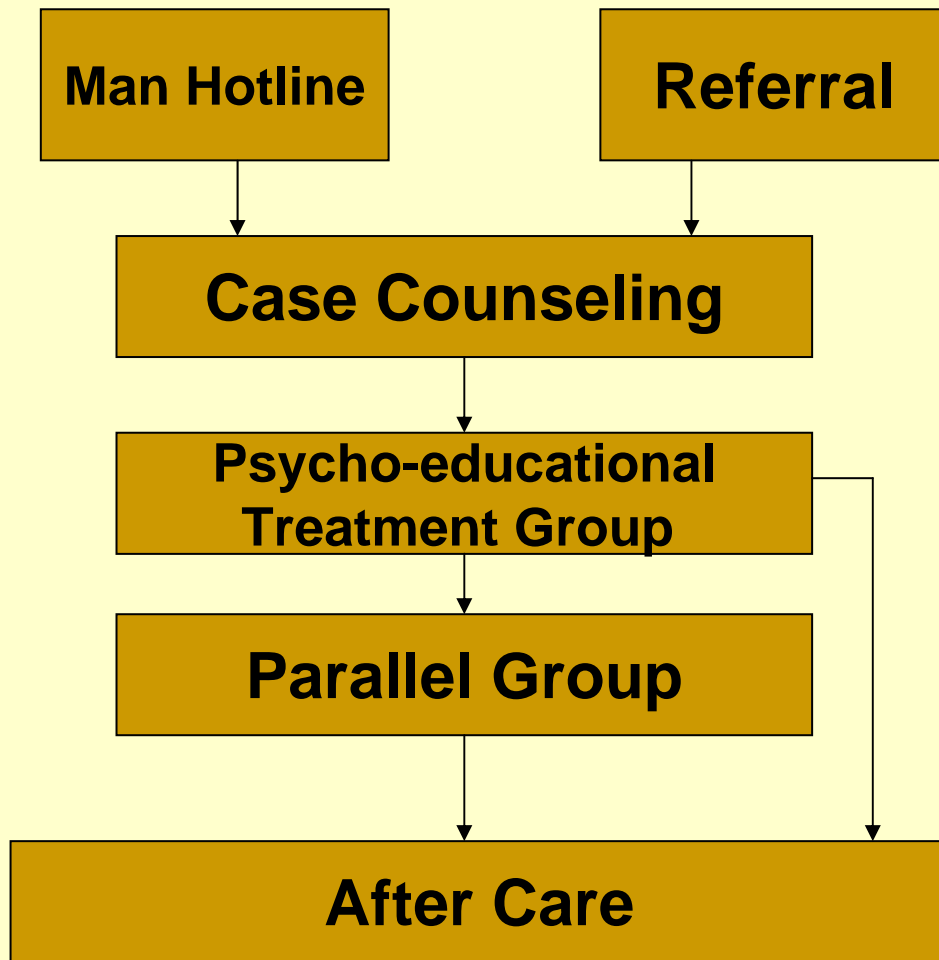 Man Hotline
Referral
Case Counseling
Psycho-educational
Treatment Group
Parallel Group
After Care